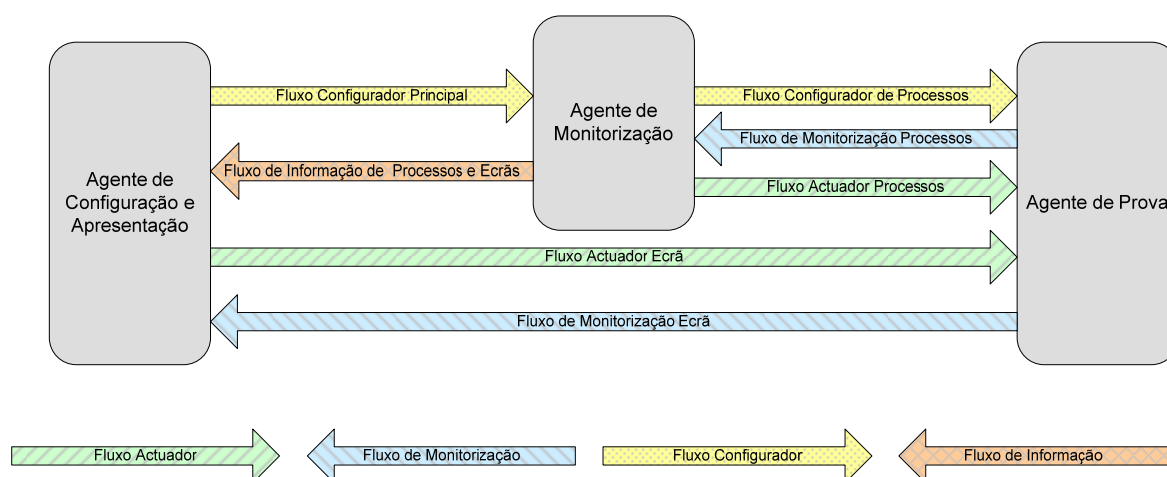 Fluxo Configurador Principal
Fluxo Configurador de Processos
Agente de
Monitorização
Fluxo de Monitorização Processos
Fluxo de Informação de Processos e Ecrãs
Fluxo Actuador Processos
Agente de
Configuração e
Apresentação
Agente de Prova
Fluxo Actuador Ecrã
Fluxo de Monitorização Ecrã
Fluxo Actuador
Fluxo de Monitorização
Fluxo Configurador
Fluxo de Informação